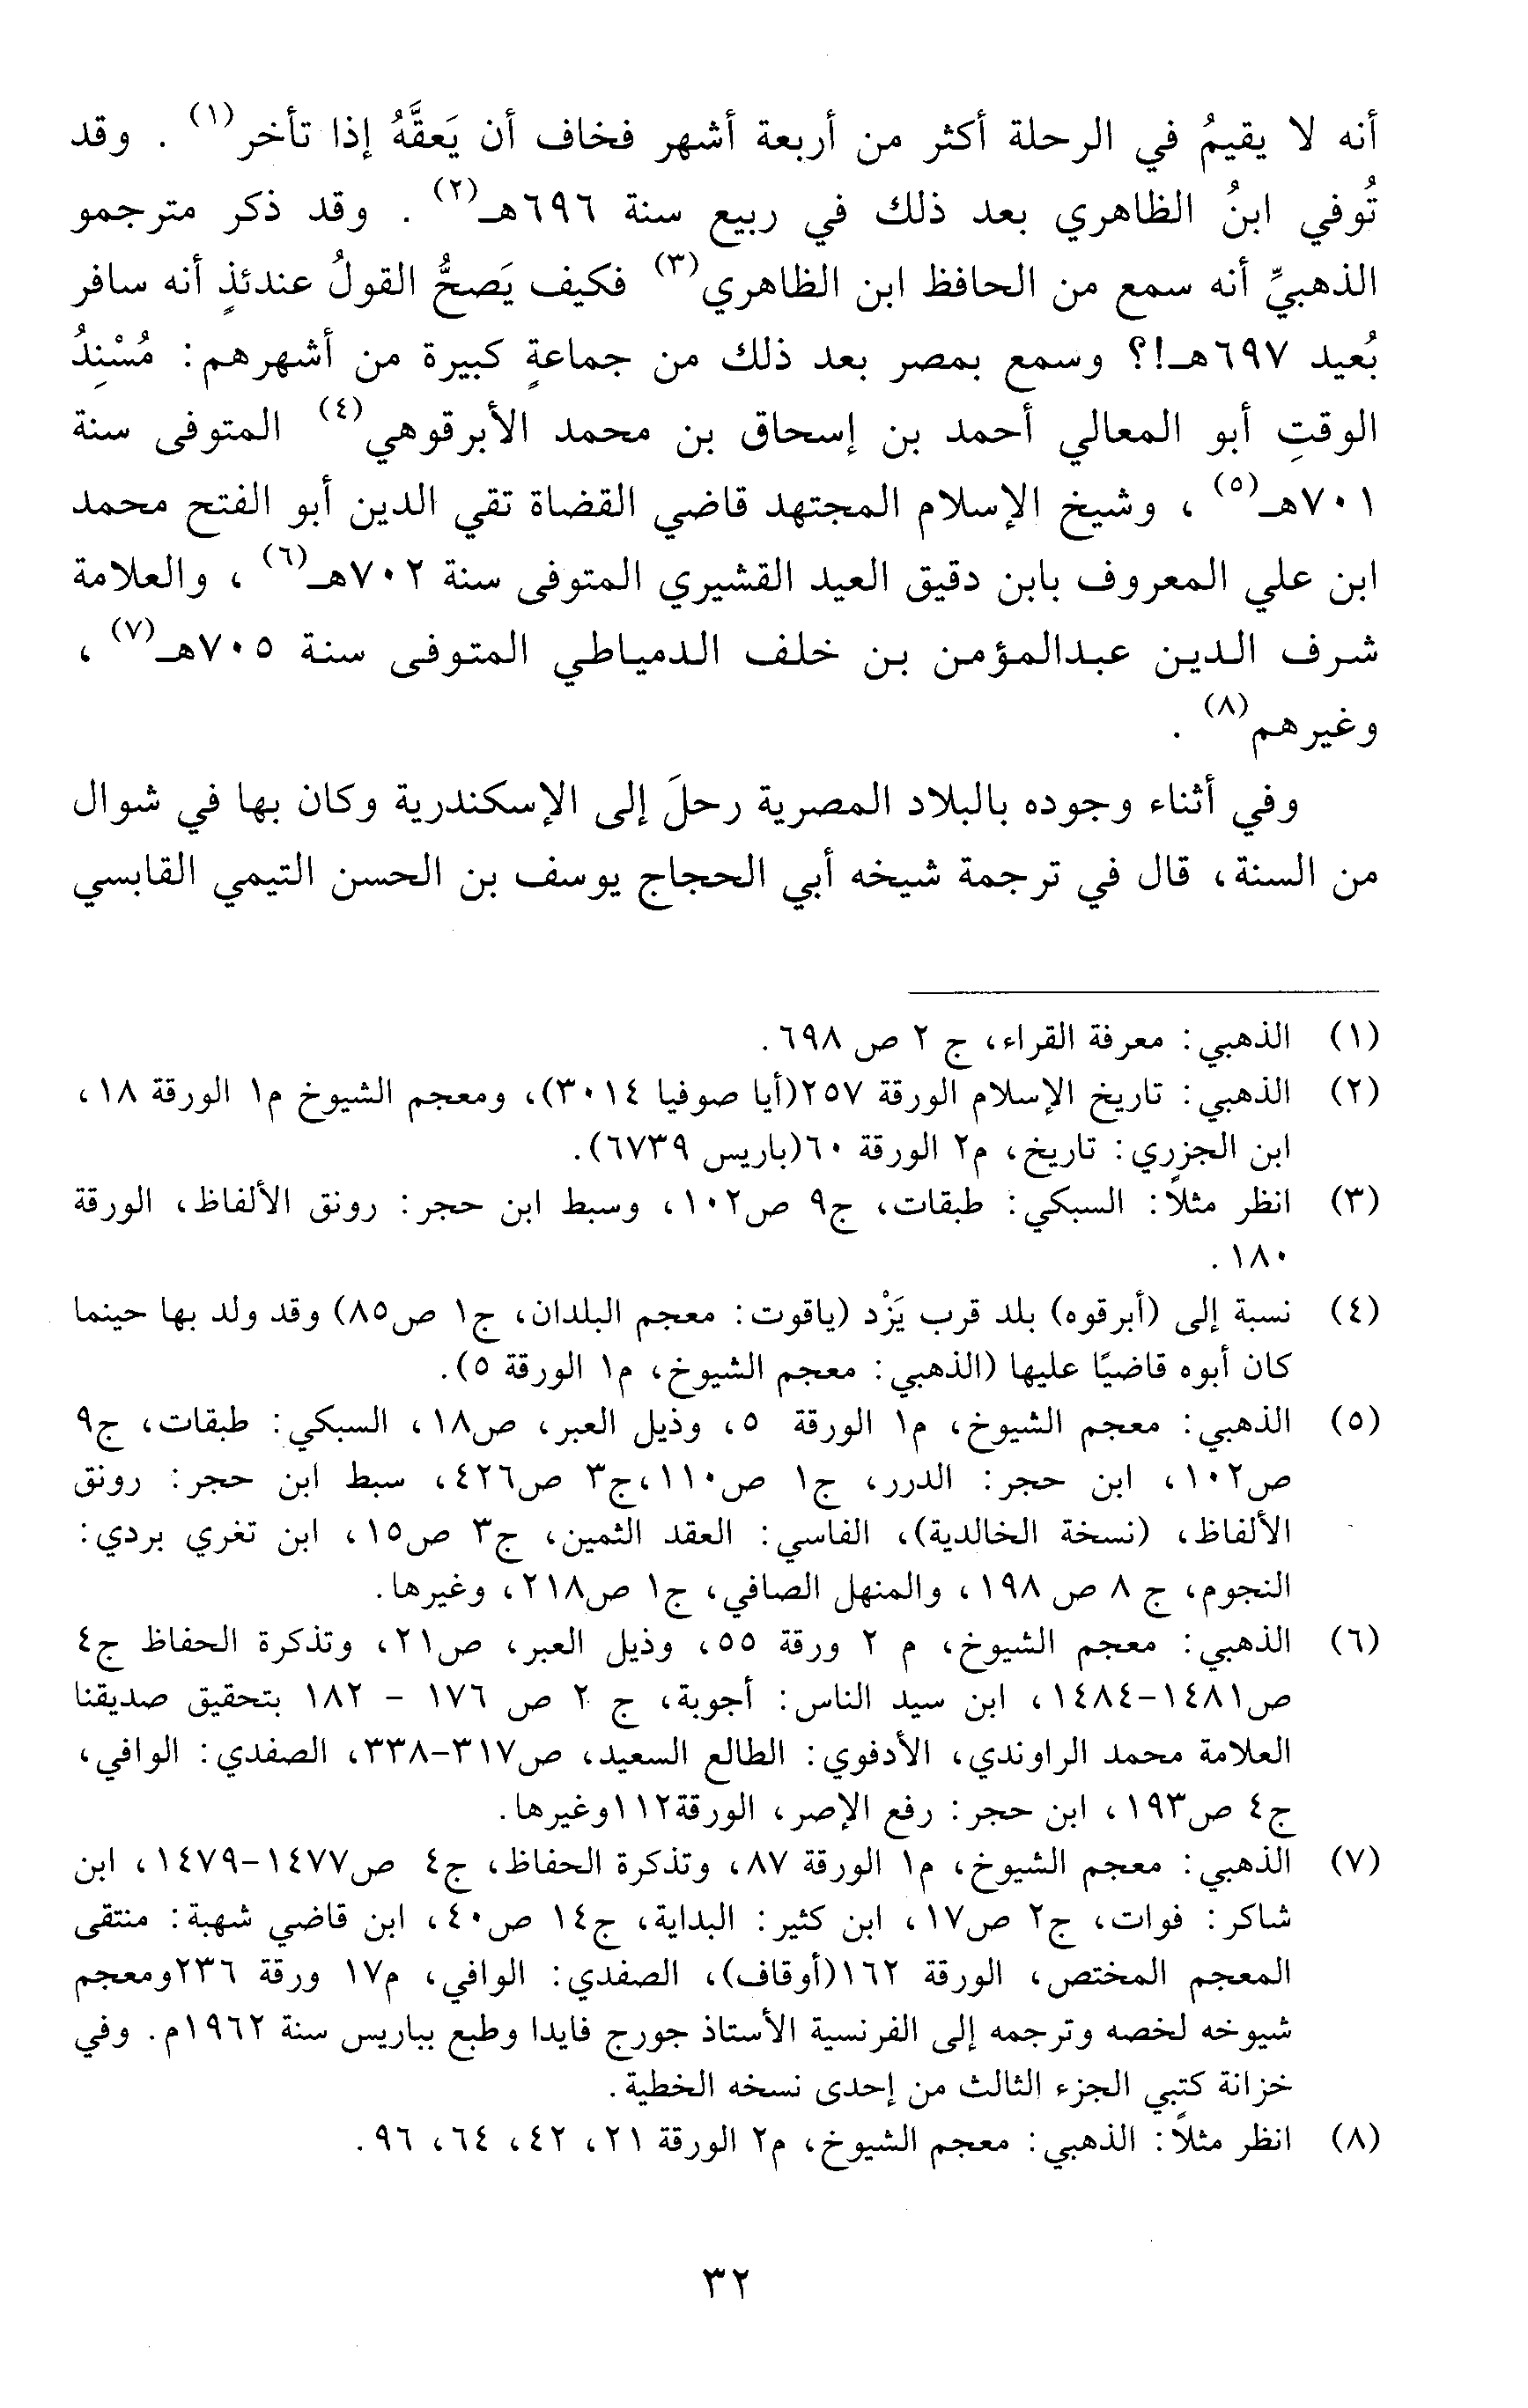 أنه لا يقيمُ في الرحلة أكثر من أربعة أشهر فخاف أن يَعقَّهُ إذا تأخر(١) . وقد
تُوفي ابنُ الظاهري بعد ذلك في ربيع سنة ٦٩٦هـ(٢) . وقد ذكر مترجمو
الذهبيِّ أنه سمع من الحافظ ابن الظاهري(٣) فكيف يَصحُّ القولُ عندئذٍ أنه سافر
بُعيد ٦٩٧هـ!؟ وسمع بمصر بعد ذلك من جماعةٍ كبيرة من أشهرهم: مُسْنِدُ
الوقتِ أبو المعالي أحمد بن إسحاق بن محمد الأبرقوهي(٤) المتوفى سنة
٧٠١هـ(٥) ، وشيخ الإسلام المجتهد قاضي القضاة تقي الدين أبو الفتح محمد
ابن علي المعروف بابن دقيق العيد القشيري المتوفى سنة ٧٠٢هـ(٦) ، والعلامة
شرف الدين عبدالمؤمن بن خلف الدمياطي المتوفى سنة ٧٠٥هـ(٧) ،
وغيرهم(٨) .
وفي أثناء وجوده بالبلاد المصرية رحلَ إلى الإسكندرية وكان بها في شوال
من السنة، قال في ترجمة شيخه أبي الحجاج يوسف بن الحسن التيمي القابسي
(١) الذهبي: معرفة القراء، ج ٢ ص ٦٩٨.
(٢) الذهبي: تاريخ الإسلام الورقة ٢٥٧(أيا صوفيا ٣٠١٤)، ومعجم الشيوخ م١ الورقة ١٨،
ابن الجزري: تاريخ، م٢ الورقة ٦٠(باريس ٦٧٣٩).
(٣) انظر مثلاً: السبكي: طبقات، ج٩ ص١٠٢، وسبط ابن حجر: رونق الألفاظ، الورقة
١٨٠.
(٤) نسبة إلى (أبرقوه) بلد قرب يَزْد (ياقوت: معجم البلدان، ج١ ص٨٥) وقد ولد بها حينما
كان أبوه قاضيًا عليها (الذهبي: معجم الشيوخ، م١ الورقة ٥).
(٥) الذهبي: معجم الشيوخ، م١ الورقة ٥، وذيل العبر، ص١٨، السبكي: طبقات، ج٩
ص١٠٢، ابن حجر: الدرر، ج١ ص١١٠،ج٣ ص٤٢٦، سبط ابن حجر: رونق
الألفاظ، (نسخة الخالدية)، الفاسي: العقد الثمين، ج٣ ص١٥، ابن تغري بردي:
النجوم، ج ٨ ص ١٩٨، والمنهل الصافي، ج١ ص٢١٨، وغيرها.
(٦) الذهبي: معجم الشيوخ، م ٢ ورقة ٥٥، وذيل العبر، ص٢١، وتذكرة الحفاظ ج٤
ص١٤٨١-١٤٨٤، ابن سيد الناس: أجوبة، ج ٢ ص ١٧٦ - ١٨٢ بتحقيق صديقنا
العلامة محمد الراوندي، الأدفوي: الطالع السعيد، ص٣١٧-٣٣٨، الصفدي: الوافي،
ج٤ ص١٩٣، ابن حجر: رفع الإصر، الورقة١١٢وغيرها.
(٧) الذهبي: معجم الشيوخ، م١ الورقة ٨٧، وتذكرة الحفاظ، ج٤ ص١٤٧٧-١٤٧٩، ابن
شاكر: فوات، ج٢ ص١٧، ابن كثير: البداية، ج١٤ ص٤٠، ابن قاضي شهبة: منتقى
المعجم المختص، الورقة ١٦٢(أوقاف)، الصفدي: الوافي، م١٧ ورقة ٢٣٦ومعجم
شيوخه لخصه وترجمه إلى الفرنسية الأستاذ جورج فايدا وطبع بباريس سنة ١٩٦٢م. وفي
خزانة كتبي الجزء الثالث من إحدى نسخه الخطية.
(٨) انظر مثلاً: الذهبي: معجم الشيوخ، م٢ الورقة ٢١، ٤٢، ٦٤، ٩٦.
٣٢